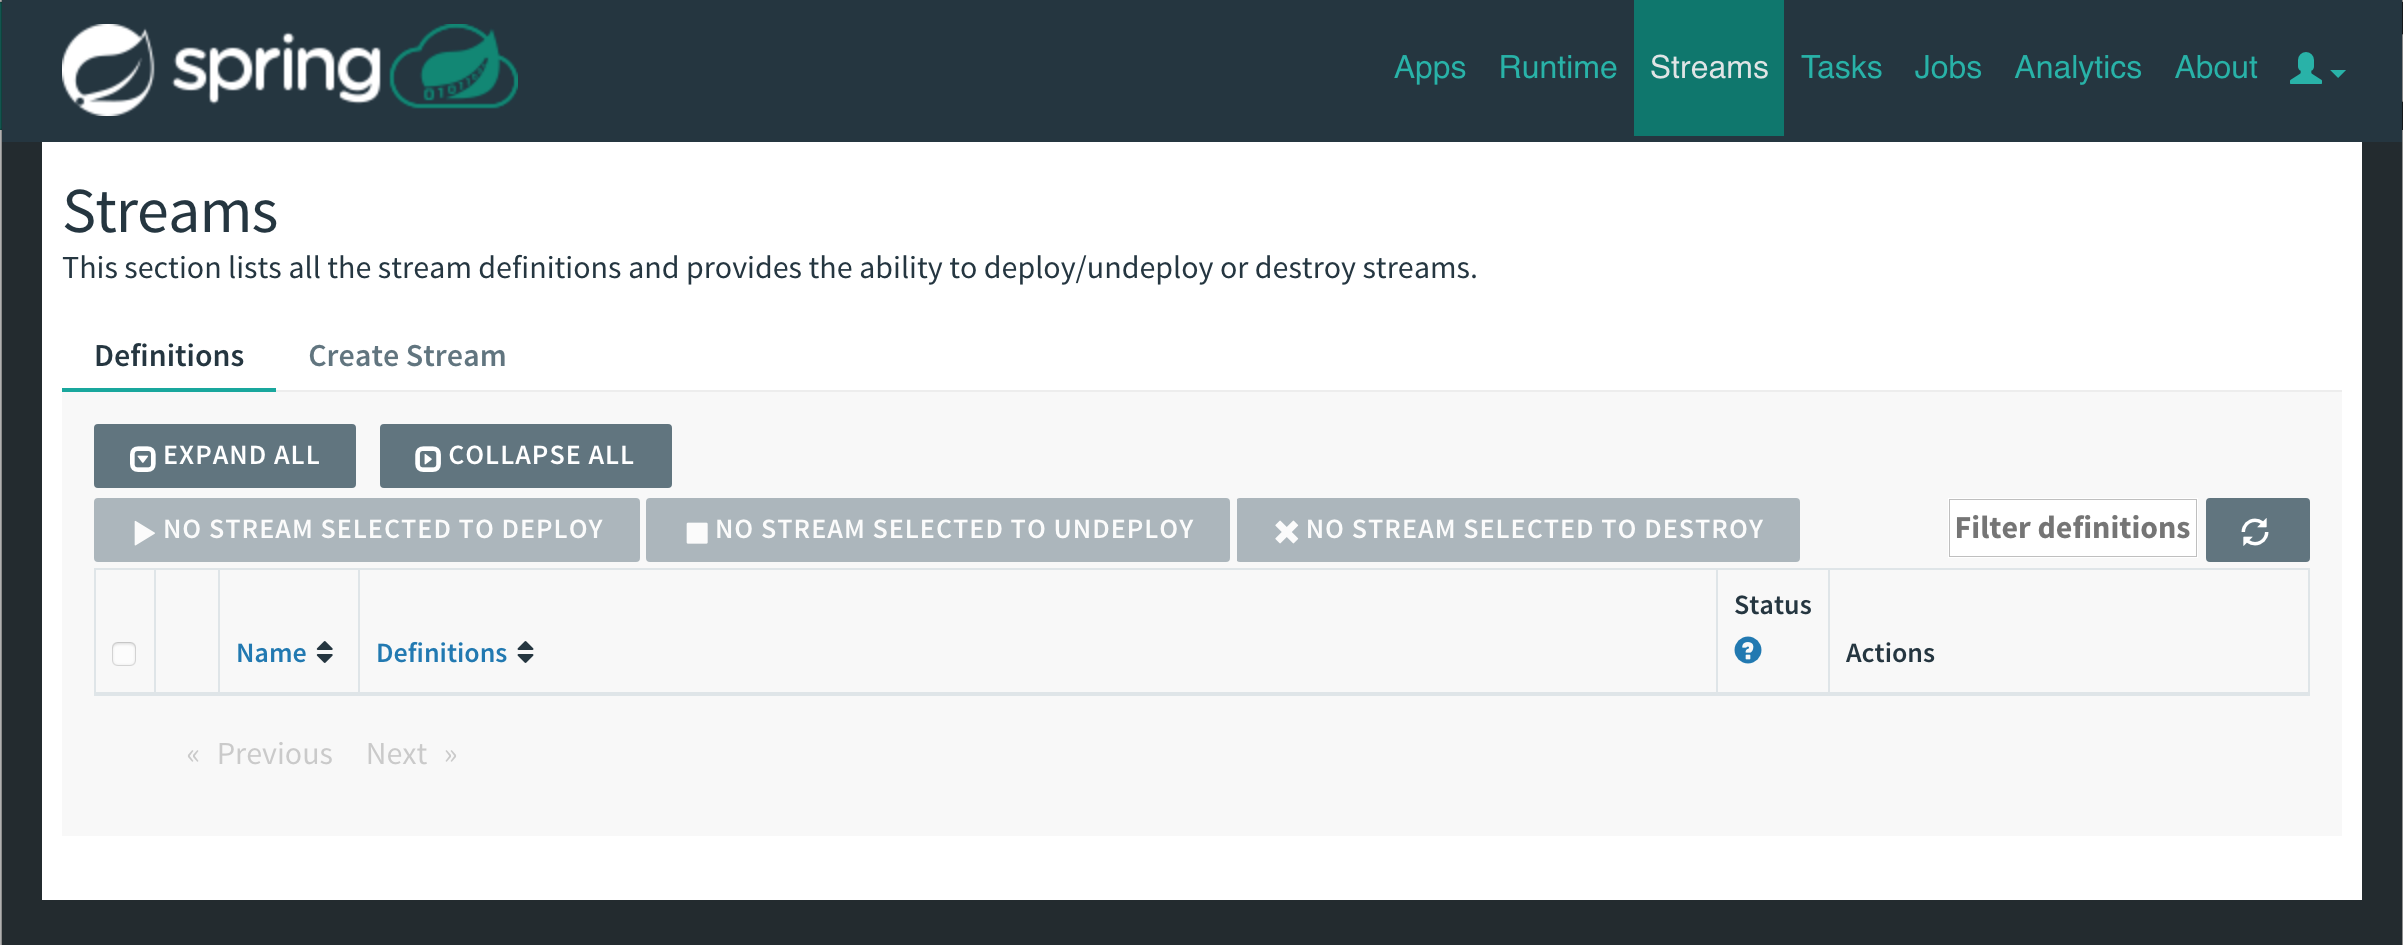 spring
Apps Runtime Streams Tasks Jobs Analytics About
Streams
This section lists all the stream definitions and provides the ability to deploy/undeploy or destroy streams.
Definitions Create Stream
EXPAND ALL COLLAPSE ALL
NO STREAM SELECTED TO DEPLOY NO STREAM SELECTED TO UNDEPLOY NO STREAM SELECTED TO DESTROY Filter definitions
Status
Name Definitions ? Actions
« Previous Next »